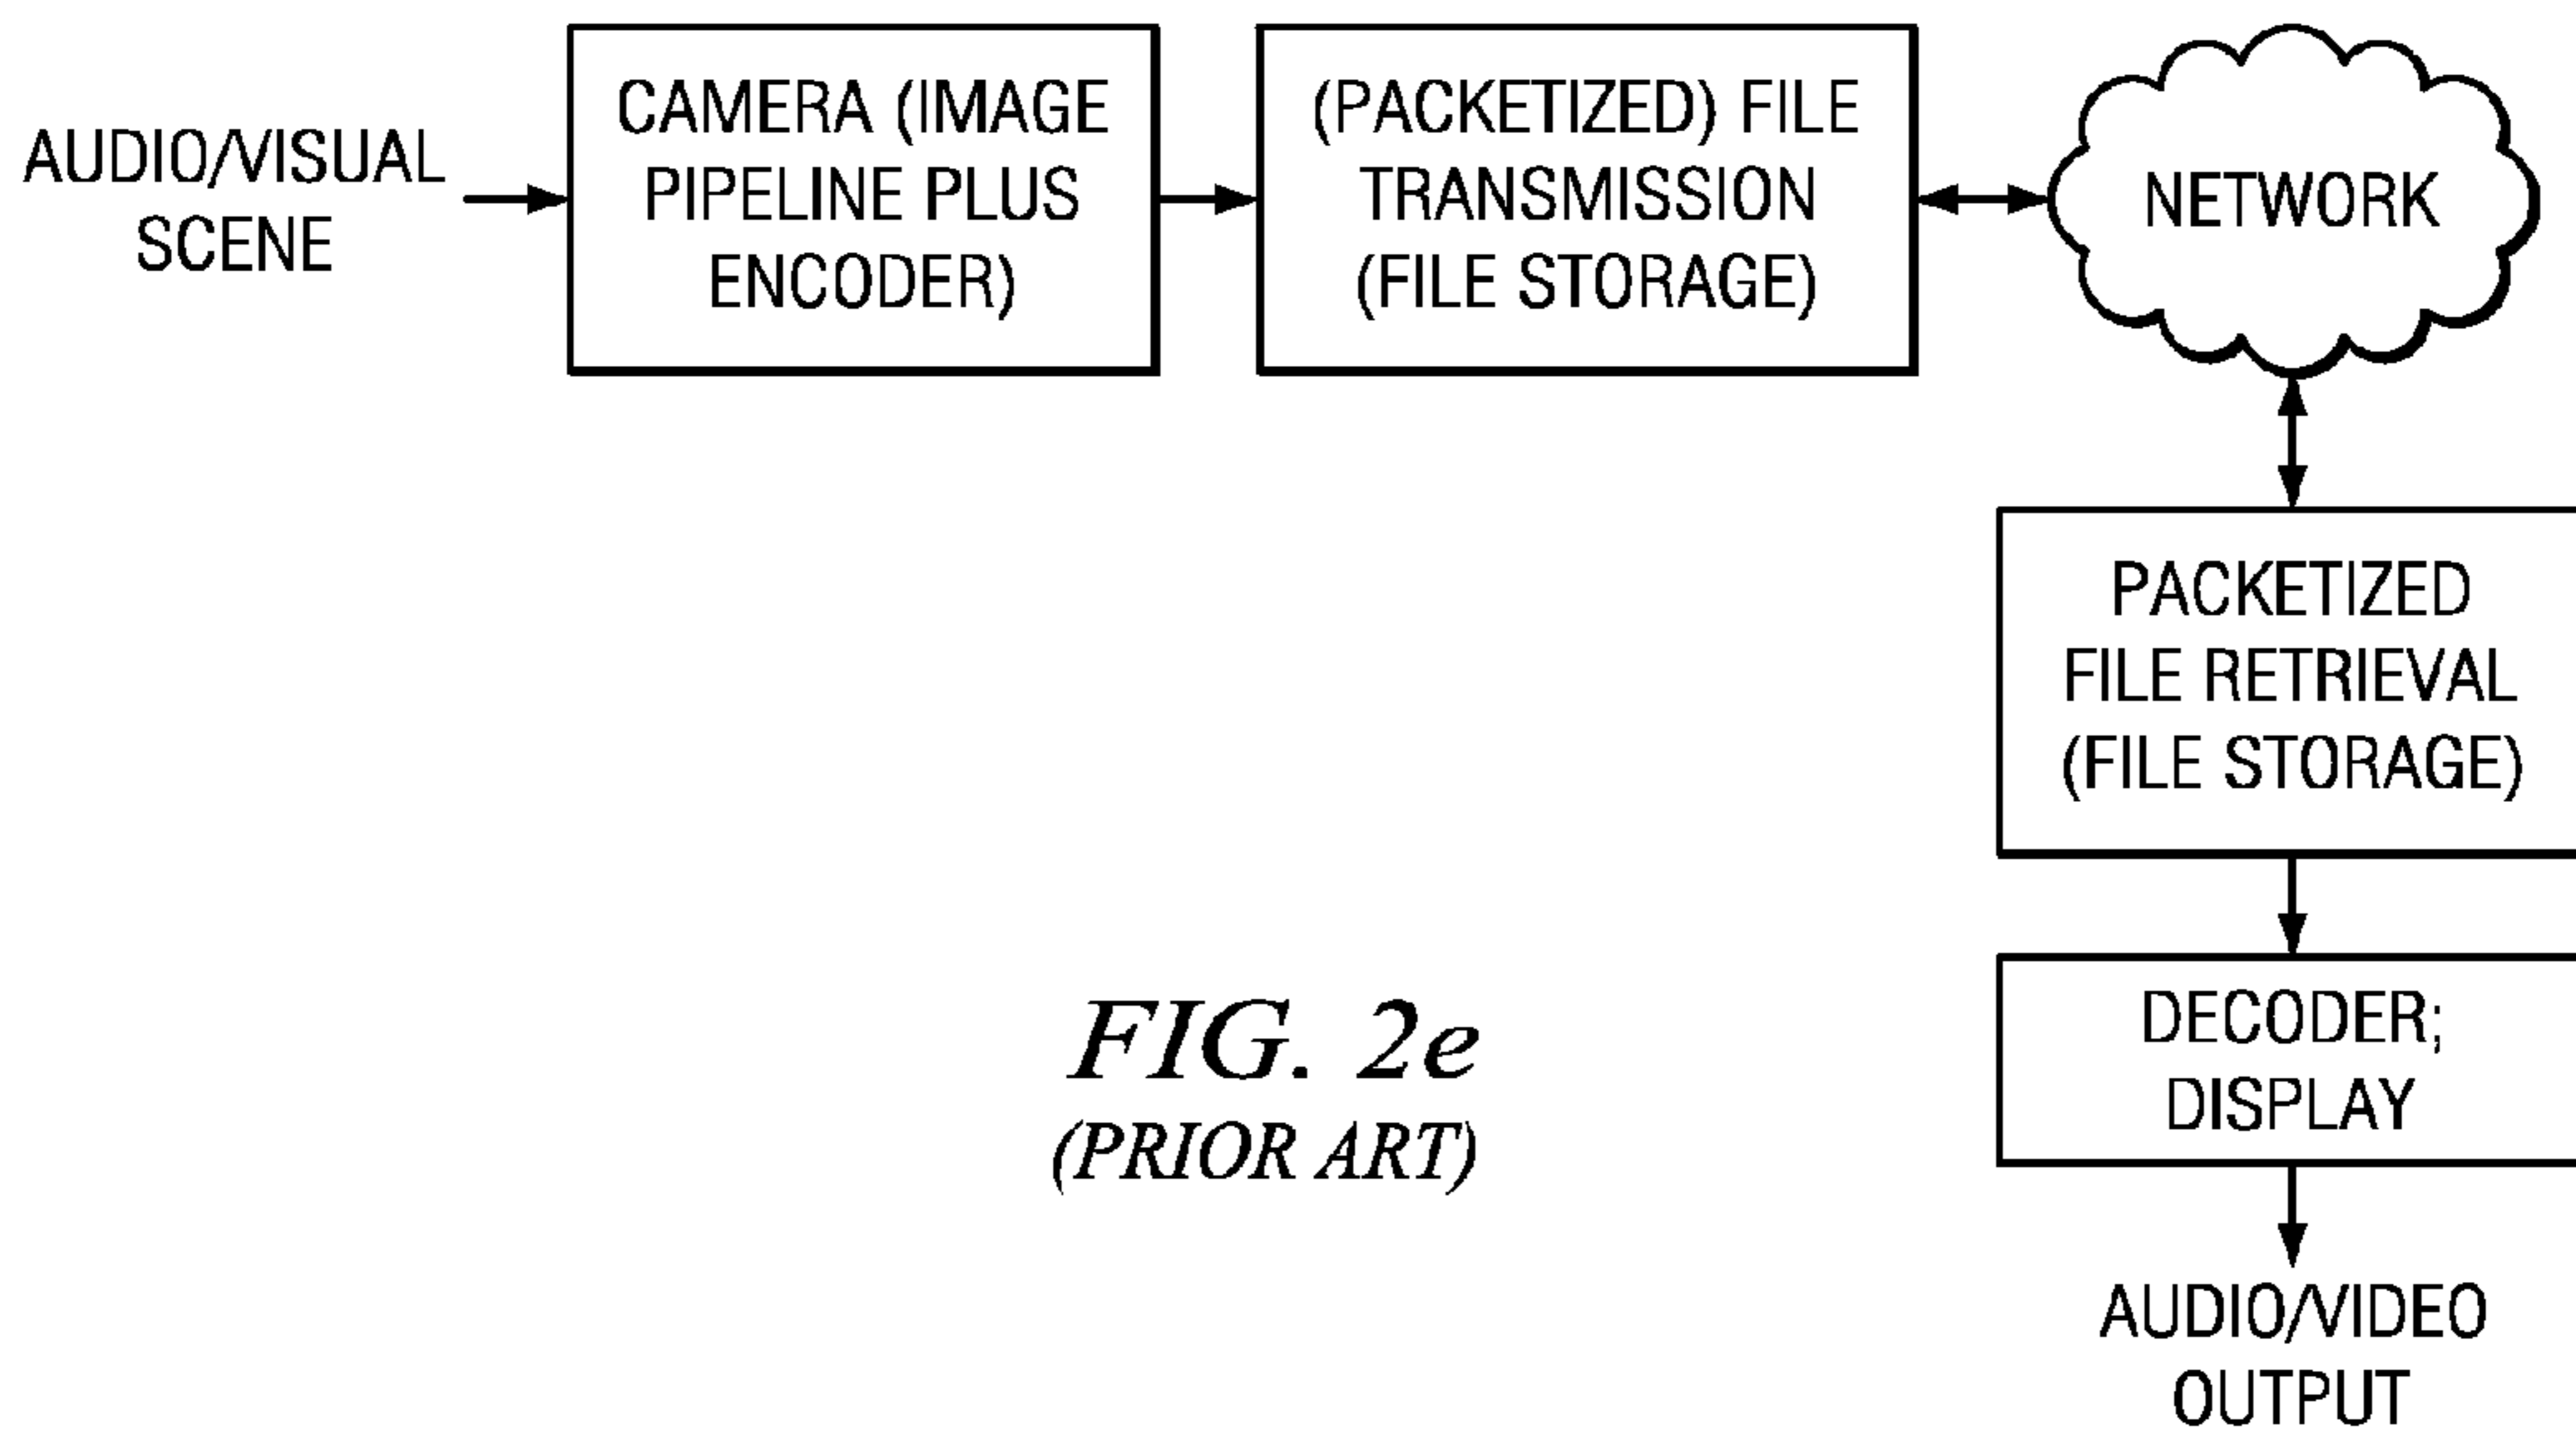 AUDIO/VISUAL
SCENE
CAMERA (IMAGE
PIPELINE PLUS
ENCODER)
(PACKETIZED) FILE
TRANSMISSION
(FILE STORAGE)
NETWORK
PACKETIZED
FILE RETRIEVAL
(FILE STORAGE)
DECODER;
DISPLAY
AUDIO/VIDEO
OUTPUT
FIG. 2e
(PRIOR ART)